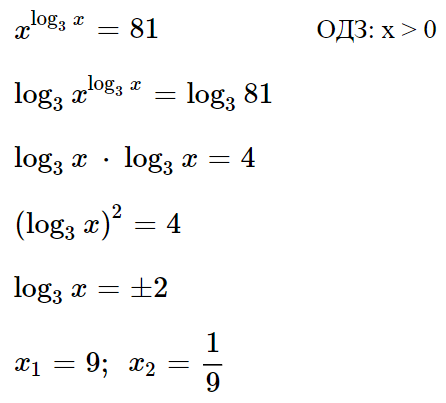 x^{log_3 x} = 81 ОДЗ: x > 0
log_3 x^{log_3 x} = log_3 81
log_3 x · log_3 x = 4
(log_3 x)^2 = 4
log_3 x = ±2
x_1 = 9; x_2 = \frac{1}{9}